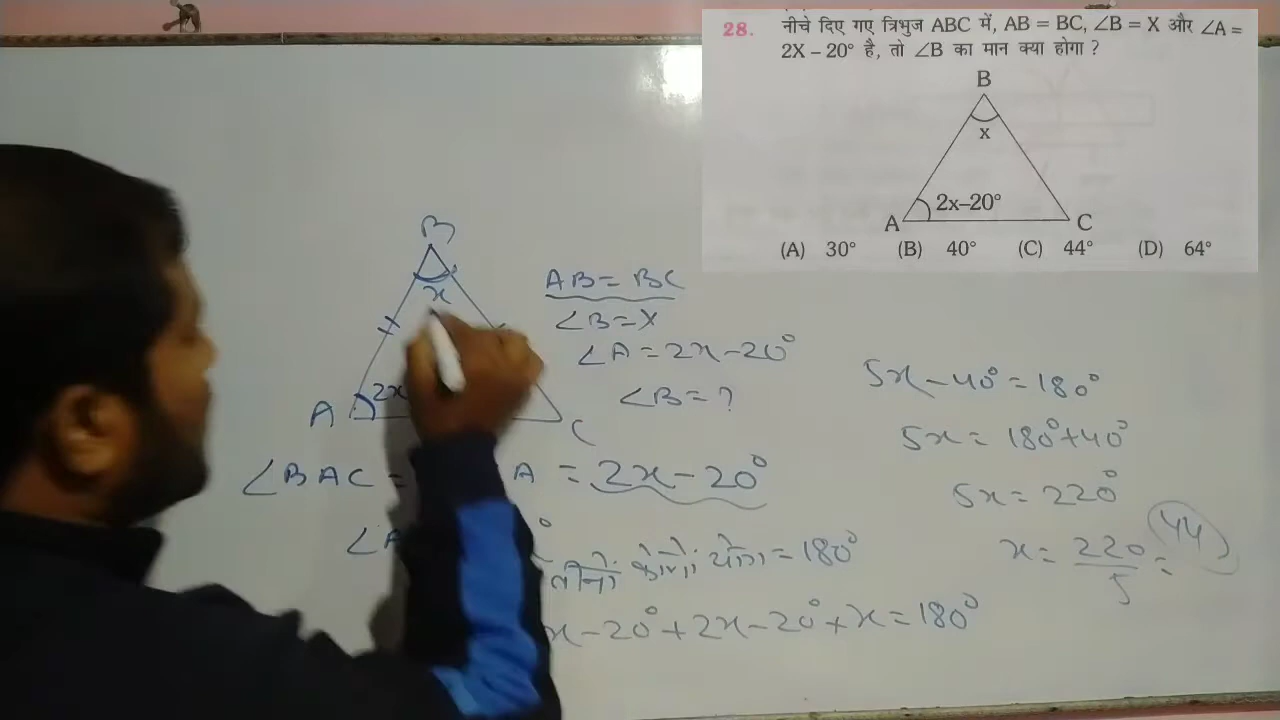 28. नीचे दिए गए त्रिभुज ABC में, AB = BC, ∠B = X और ∠A =
2X – 20° है, तो ∠B का मान क्या होगा ?
B
x
2x–20°
A
C
(A) 30° (B) 40° (C) 44° (D) 64°
B
x
A
2x
C
AB = BC
∠B = X
∠A = 2x - 20°
∠B = ?
∠BAC =
A = 2x - 20°
तीनो कोणो योग = 180°
x - 20° + 2x - 20° + x = 180°
5x - 40° = 180°
5x = 180° + 40°
5x = 220°
x = 220/5 = 44